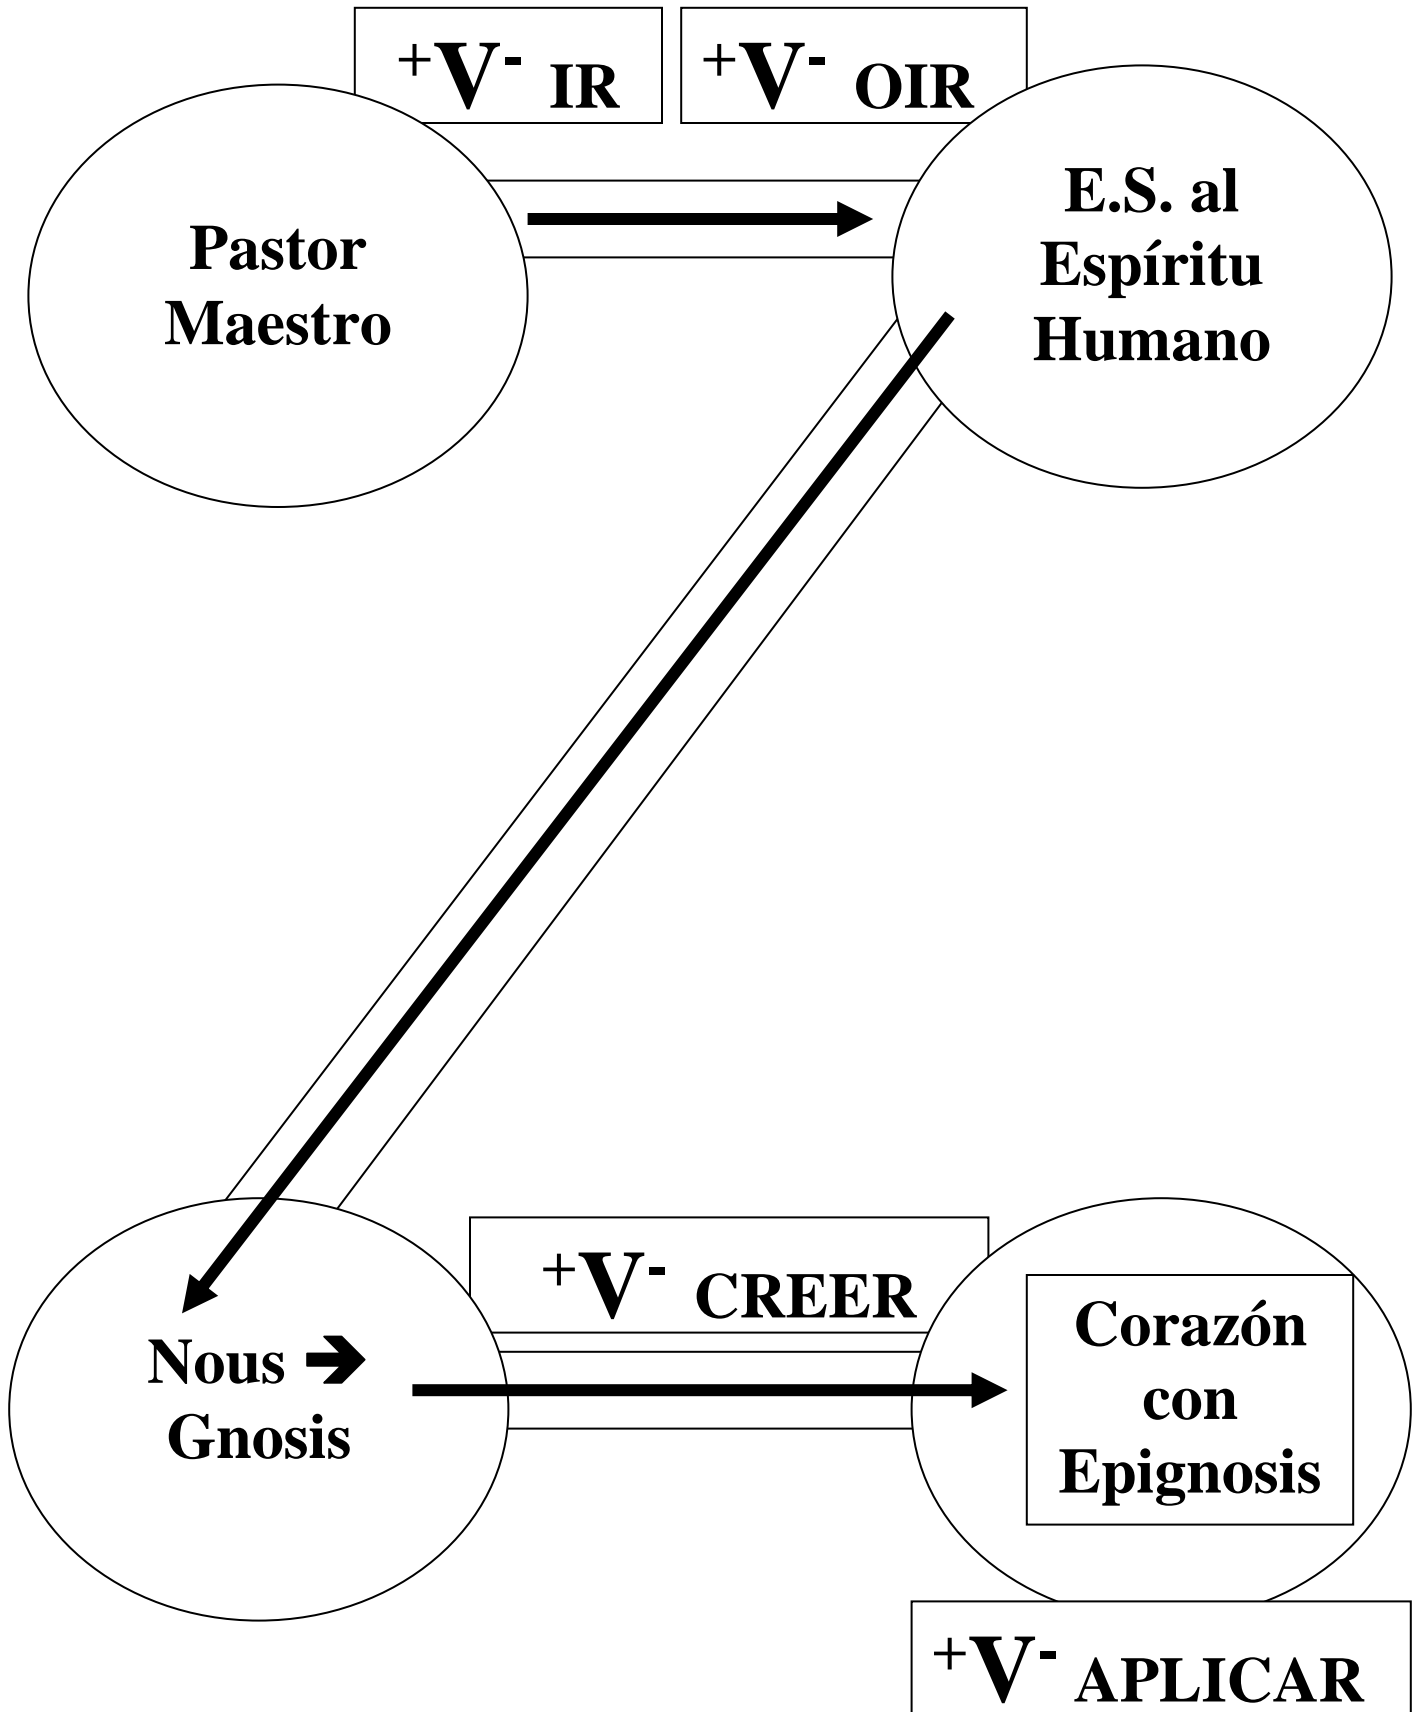 +V- IR
+V- OIR
Pastor
Maestro
E.S. al
Espíritu
Humano
Nous ➔
Gnosis
+V- CREER
Corazón
con
Epignosis
+V- APLICAR